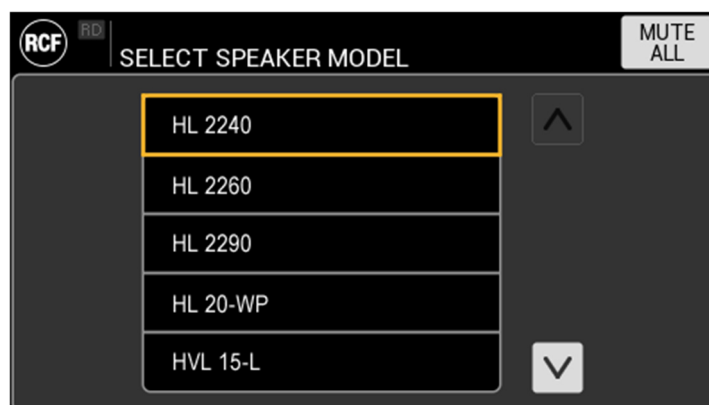 RCF
RD
SELECT SPEAKER MODEL
MUTE
ALL
HL 2240
HL 2260
HL 2290
HL 20-WP
HVL 15-L